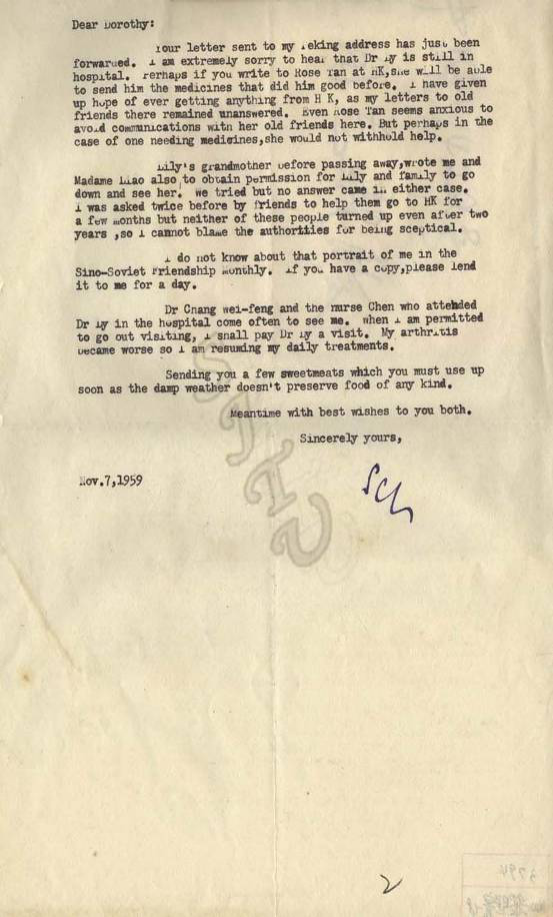 Dear Dorothy:
Your letter sent to my Peking address has just been
forwarded. I am extremely sorry to hear that Dr Ly is still in
hospital. Perhaps if you write to Rose Tan at HK,she will be able
to send him the medicines that did him good before. I have given
up hope of ever getting anything from H K, as my letters to old
friends there remained unanswered. Even Rose Tan seems anxious to
avoid communications with her old friends here. But perhaps in the
case of one needing medicines,she would not withhold help.
Lily's grandmother before passing away,wrote me and
Madame Liao also to obtain permission for Lily and family to go
down and see her. We tried but no answer came in either case.
I was asked twice before by friends to help them go to HK for
a few months but neither of these people turned up even after two
years ,so I cannot blame the authorities for being sceptical.
I do not know about that portrait of me in the
Sino-Soviet Friendship Monthly. If you have a copy,please lend
it to me for a day.
Dr Chang Wei-feng and the nurse Chen who attended
Dr Ly in the hospital come often to see me. When I am permitted
to go out visiting, I shall pay Dr Ly a visit. My arthritis
became worse so I am resuming my daily treatments.
Sending you a few sweetmeats which you must use up
soon as the damp weather doesn't preserve food of any kind.
Meantime with best wishes to you both.
Sincerely yours,
SCL
Nov.7,1959
2